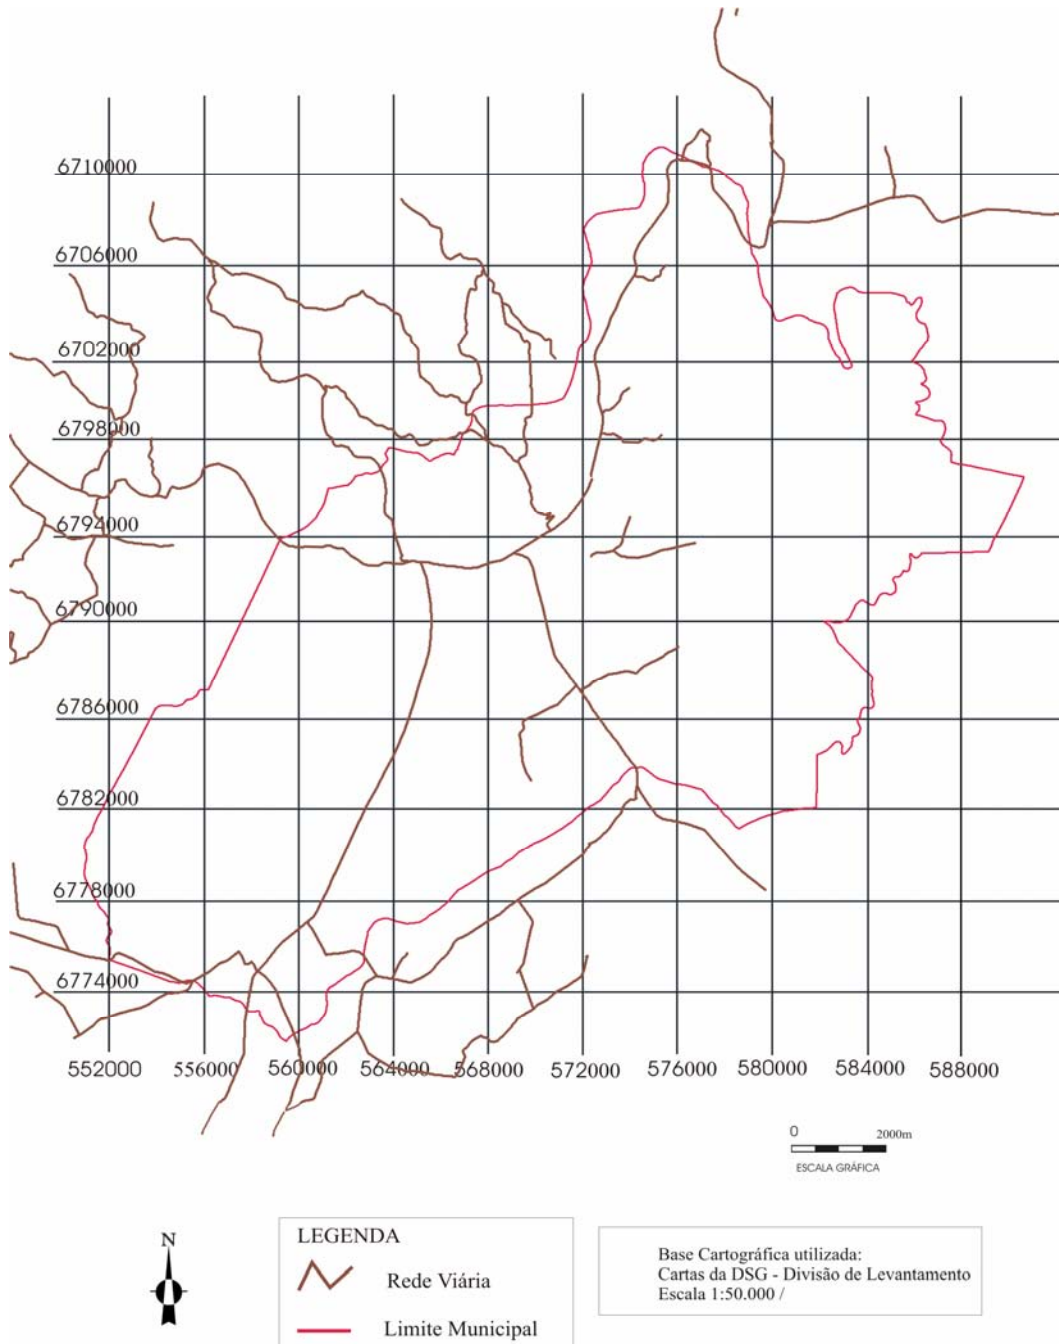 6710000
6706000
6702000
6798000
6794000
6790000
6786000
6782000
6778000
6774000
552000 556000 560000 564000 568000 572000 576000 580000 584000 588000
0 2000m
ESCALA GRÁFICA
N
LEGENDA
Rede Viária
Limite Municipal
Base Cartográfica utilizada:
Cartas da DSG - Divisão de Levantamento
Escala 1:50.000 /